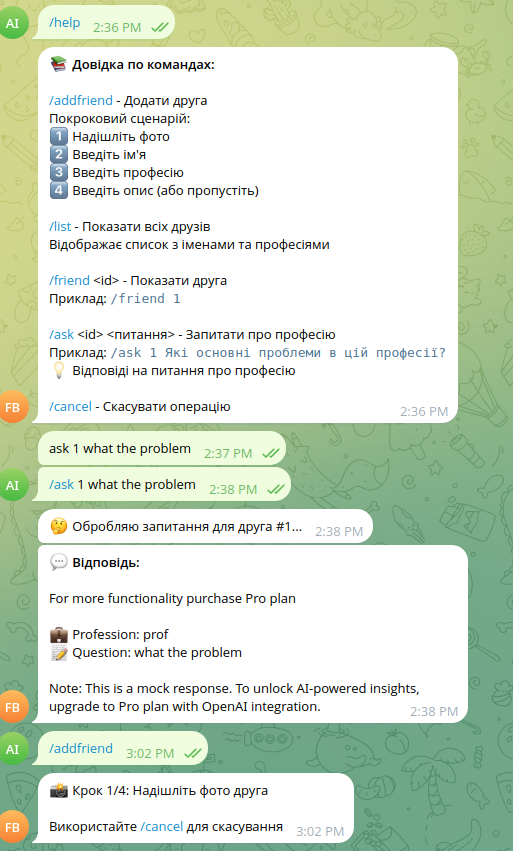 AI
/help 2:36 PM
📚 Довідка по командах:
/addfriend - Додати друга
Покроковий сценарій:
1️⃣ Надішліть фото
2️⃣ Введіть ім'я
3️⃣ Введіть професію
4️⃣ Введіть опис (або пропустіть)
/list - Показати всіх друзів
Відображає список з іменами та професіями
/friend <id> - Показати друга
Приклад: /friend 1
/ask <id> <питання> - Запитати про професію
Приклад: /ask 1 Які основні проблеми в цій професії?
💡 Відповіді на питання про професію
/cancel - Скасувати операцію
FB
2:36 PM
ask 1 what the problem 2:37 PM
AI
/ask 1 what the problem 2:38 PM
🤔 Обробляю запитання для друга #1... 2:38 PM
💬 Відповідь:
For more functionality purchase Pro plan
💼 Profession: prof
📝 Question: what the problem
Note: This is a mock response. To unlock AI-powered insights,
upgrade to Pro plan with OpenAI integration.
FB
2:38 PM
AI
/addfriend 3:02 PM
📸 Крок 1/4: Надішліть фото друга
FB
Використайте /cancel для скасування 3:02 PM